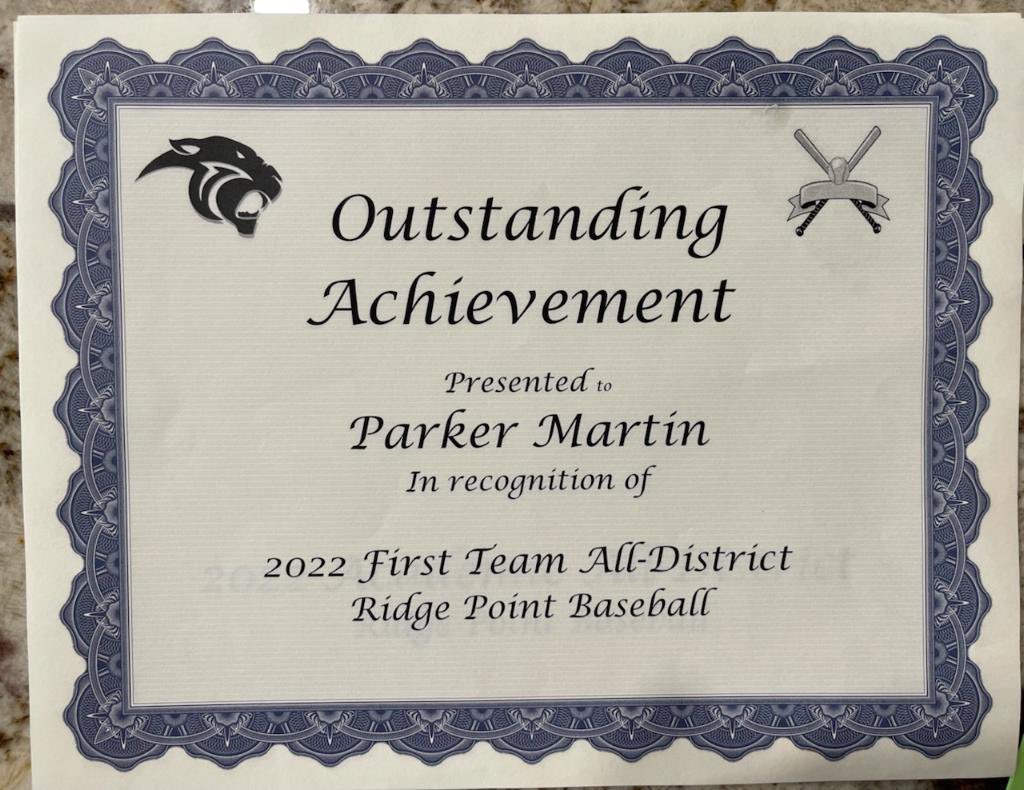 Outstanding
Achievement
Presented to
Parker Martin
In recognition of
2022 First Team All-District
Ridge Point Baseball